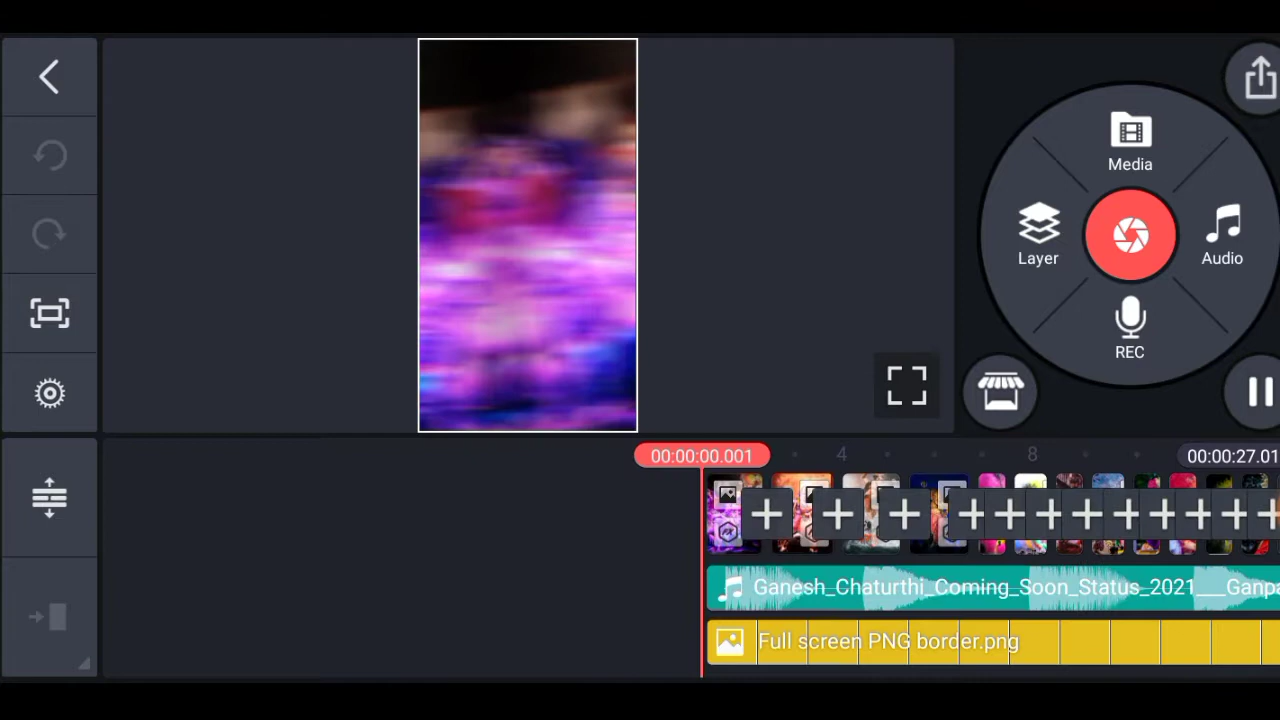 Media
Layer
Audio
REC
00:00:00.001
4
8
00:00:27.01
Ganesh_Chaturthi_Coming_Soon_Status_2021___Ganpa
Full screen PNG border.png